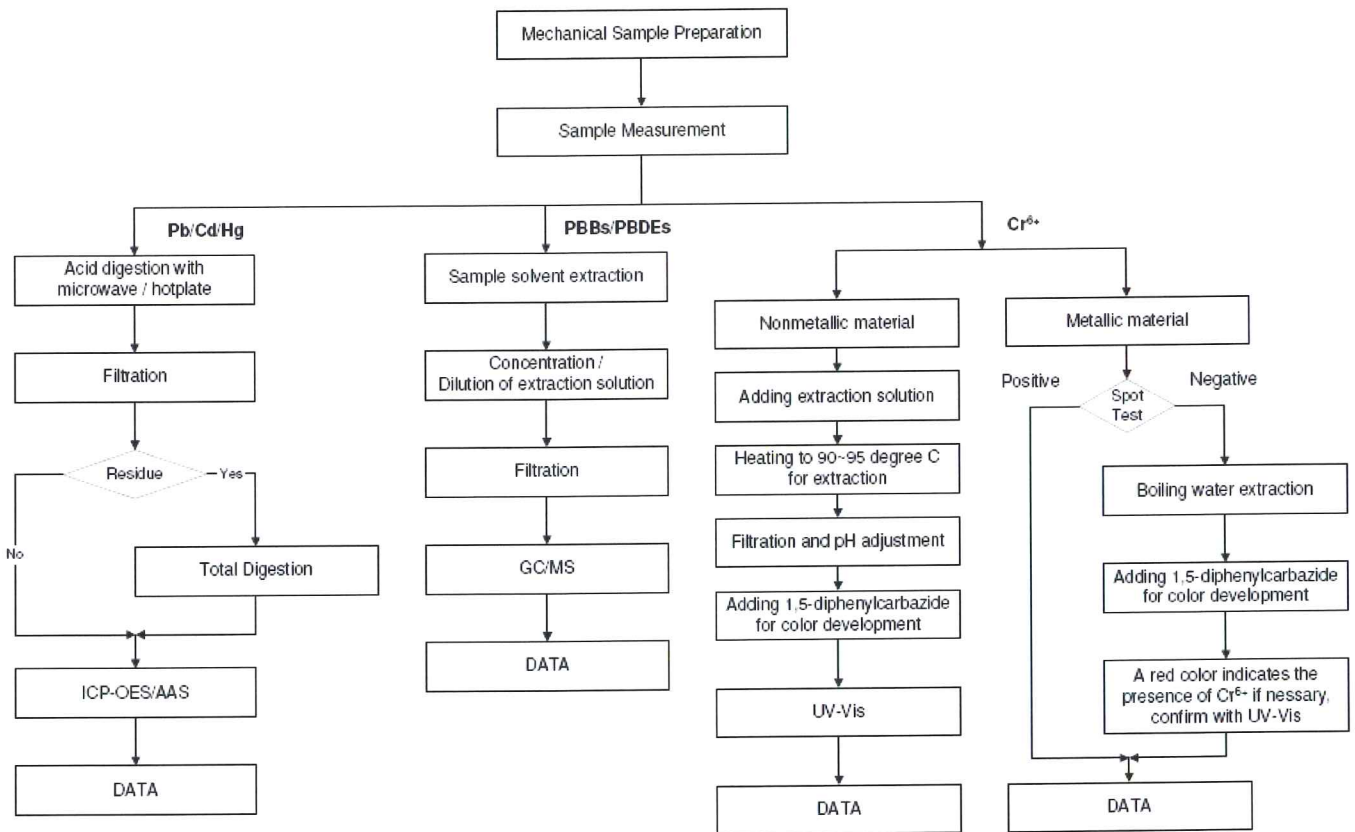 Mechanical Sample Preparation
Sample Measurement
Pb/Cd/Hg
Acid digestion with
microwave / hotplate
Filtration
Residue
Yes
No
Total Digestion
ICP-OES/AAS
DATA
PBBs/PBDEs
Sample solvent extraction
Concentration /
Dilution of extraction solution
Filtration
GC/MS
DATA
Cr⁶⁺
Nonmetallic material
Adding extraction solution
Heating to 90~95 degree C
for extraction
Filtration and pH adjustment
Adding 1,5-diphenylcarbazide
for color development
UV-Vis
DATA
Metallic material
Positive
Negative
Spot
Test
Boiling water extraction
Adding 1,5-diphenylcarbazide
for color development
A red color indicates the
presence of Cr⁶⁺ if nessary,
confirm with UV-Vis
DATA